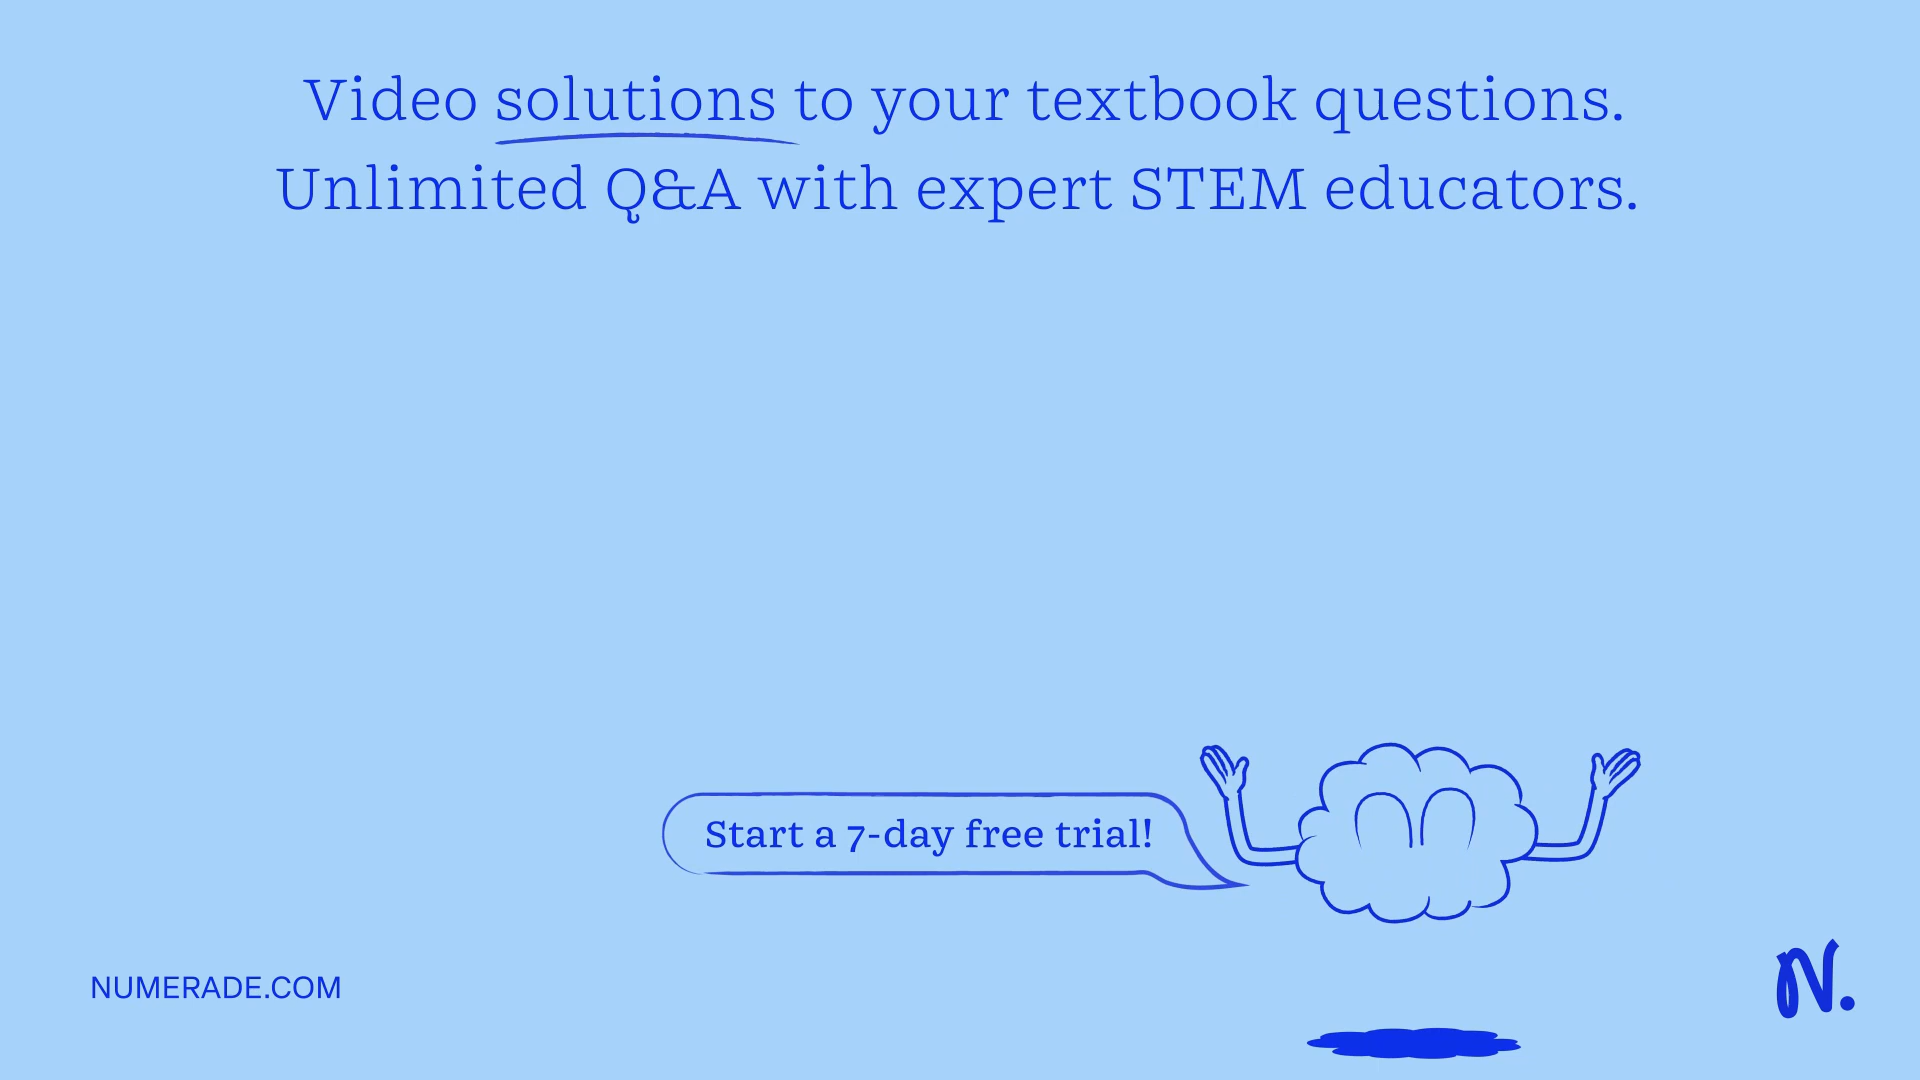 Video solutions to your textbook questions.
Unlimited Q&A with expert STEM educators.
Start a 7-day free trial!
NUMERADE.COM
N.